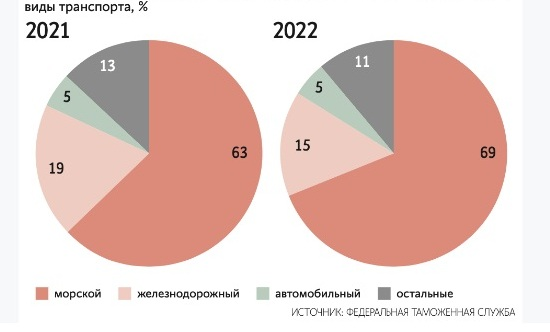 виды транспорта, %
2021 2022
13 11
5 5
19 63 15 69
морской железнодорожный автомобильный остальные
ИСТОЧНИК: ФЕДЕРАЛЬНАЯ ТАМОЖЕННАЯ СЛУЖБА